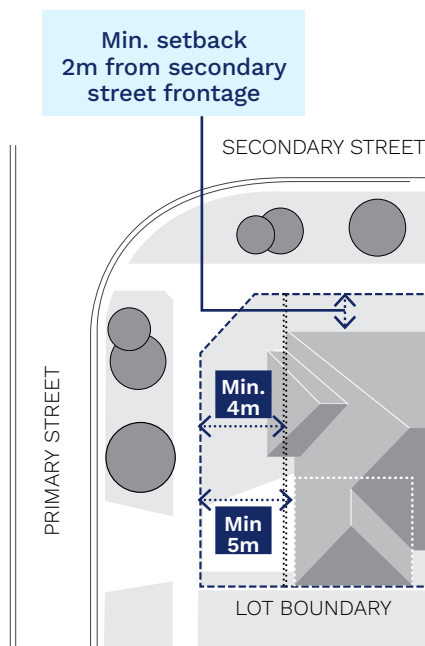 Min. setback
2m from secondary
street frontage
SECONDARY STREET
Min.
4m
PRIMARY STREET
Min
5m
LOT BOUNDARY